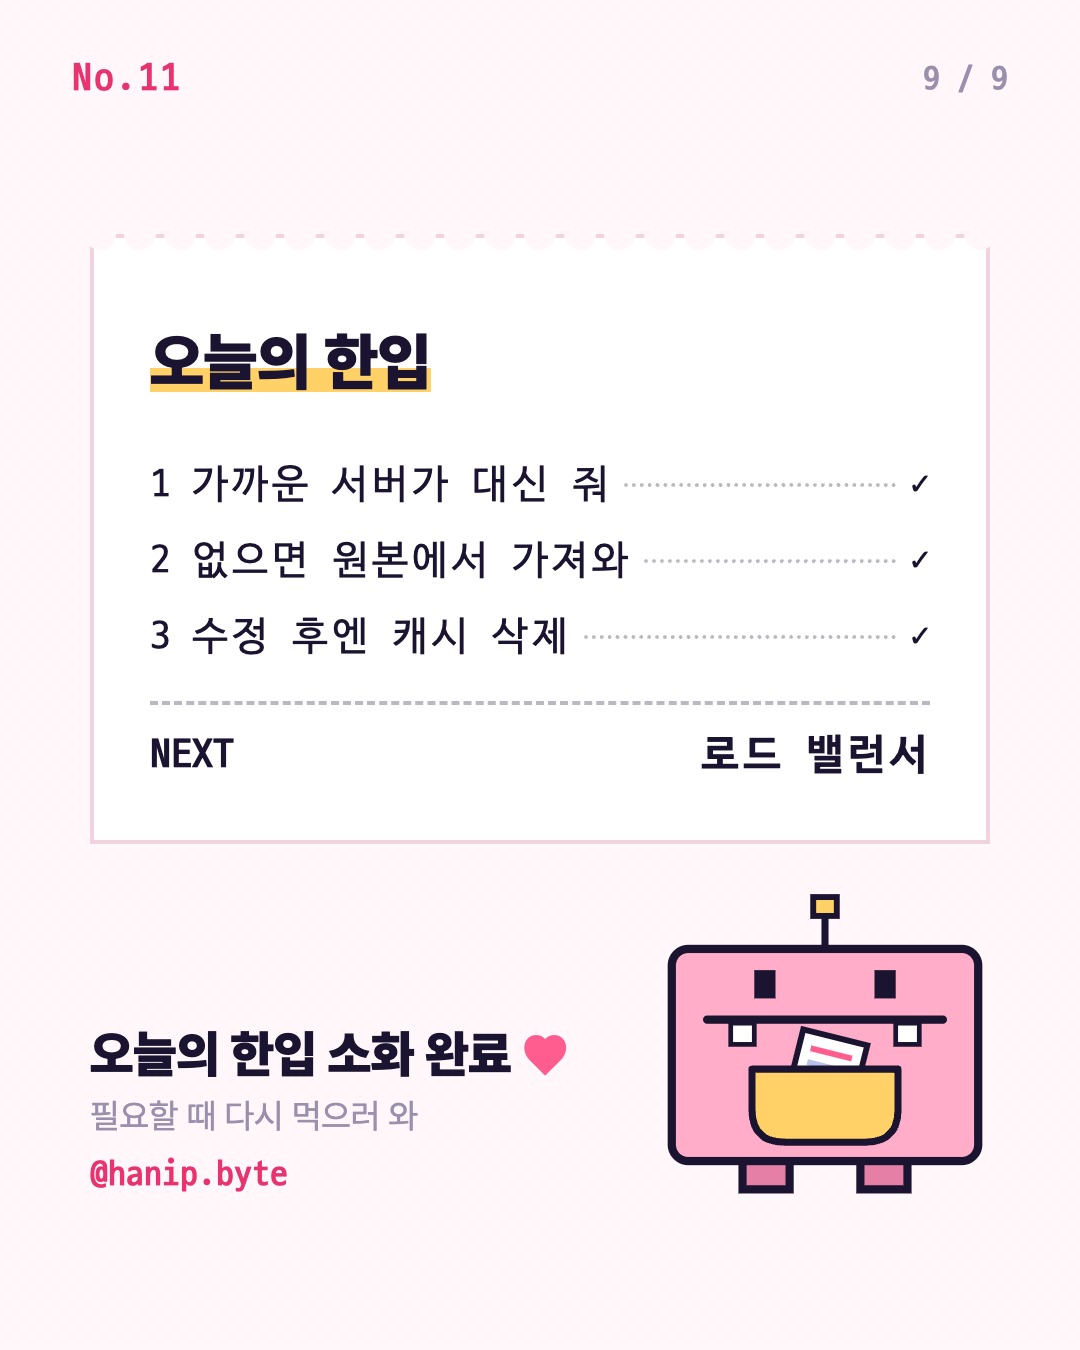 No.11
9 / 9
오늘의 한입
1 가까운 서버가 대신 줘 ✓
2 없으면 원본에서 가져와 ✓
3 수정 후엔 캐시 삭제 ✓
NEXT 로드 밸런서
오늘의 한입 소화 완료
필요할 때 다시 먹으러 와
@hanip.byte